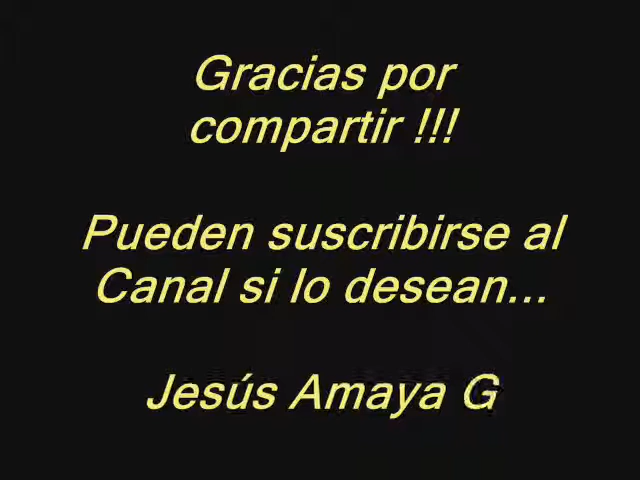 Gracias por
compartir !!!
Pueden suscribirse al
Canal si lo desean...
Jesús Amaya G